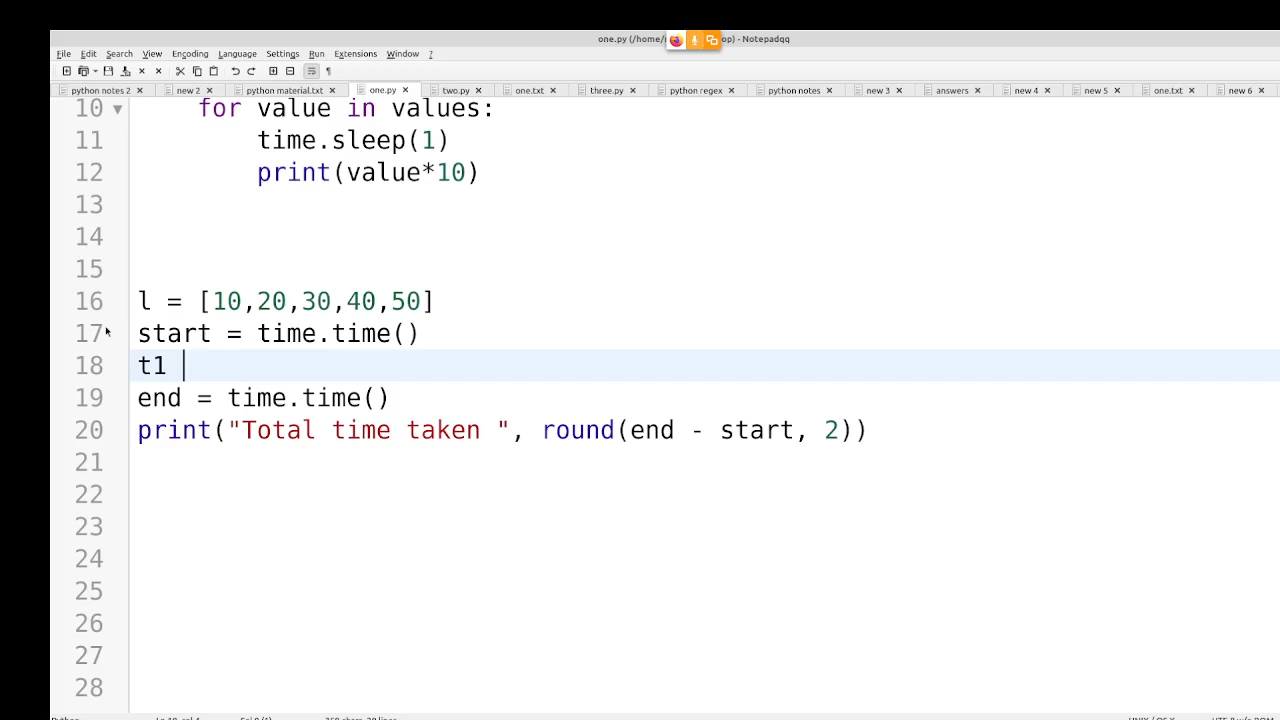 one.py (/home/ op) - Notepadqq
File Edit Search View Encoding Language Settings Run Extensions Window ?
python notes 2 new 2 python material.txt one.py two.py one.txt three.py python regex python notes new 3 answers new 4 new 5 one.txt new 6
10 for value in values:
11 time.sleep(1)
12 print(value*10)
13
14
15
16 l = [10,20,30,40,50]
17 start = time.time()
18 t1
19 end = time.time()
20 print("Total time taken ", round(end - start, 2))
21
22
23
24
25
26
27
28